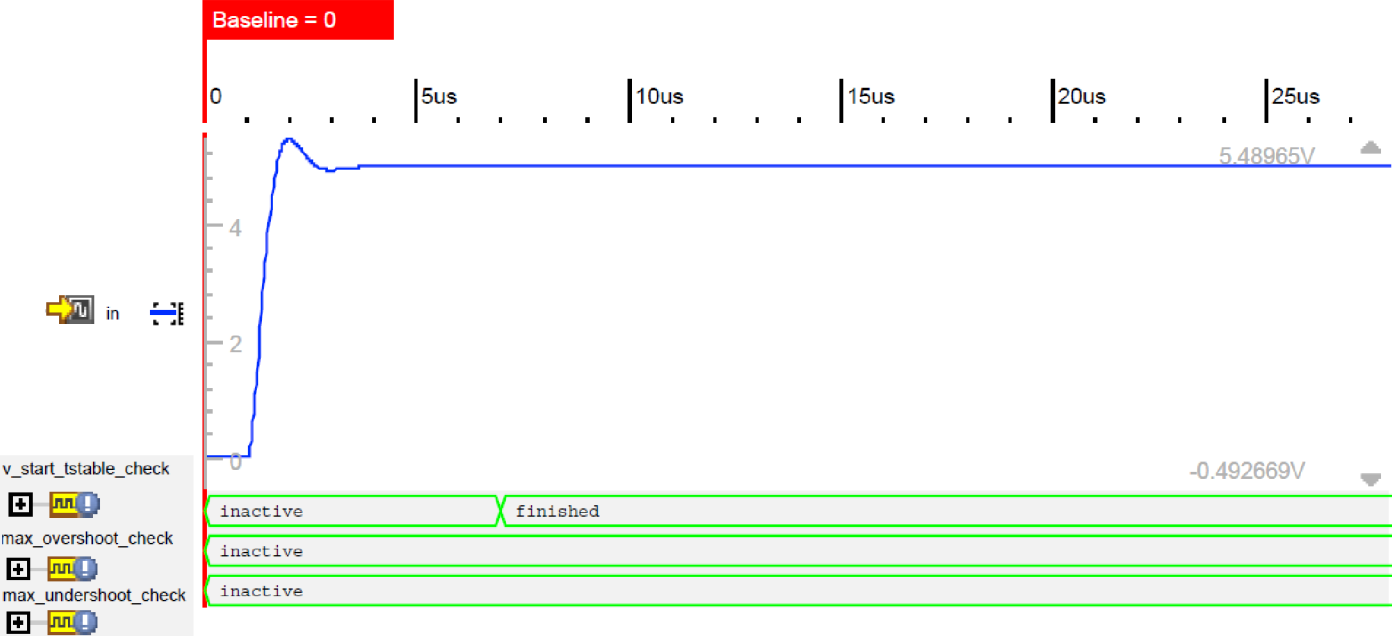 Baseline = 0
0
5us
10us
15us
20us
25us
5.48965V
4
in
2
0
-0.492669V
v_start_tstable_check
inactive
finished
max_overshoot_check
inactive
max_undershoot_check
inactive